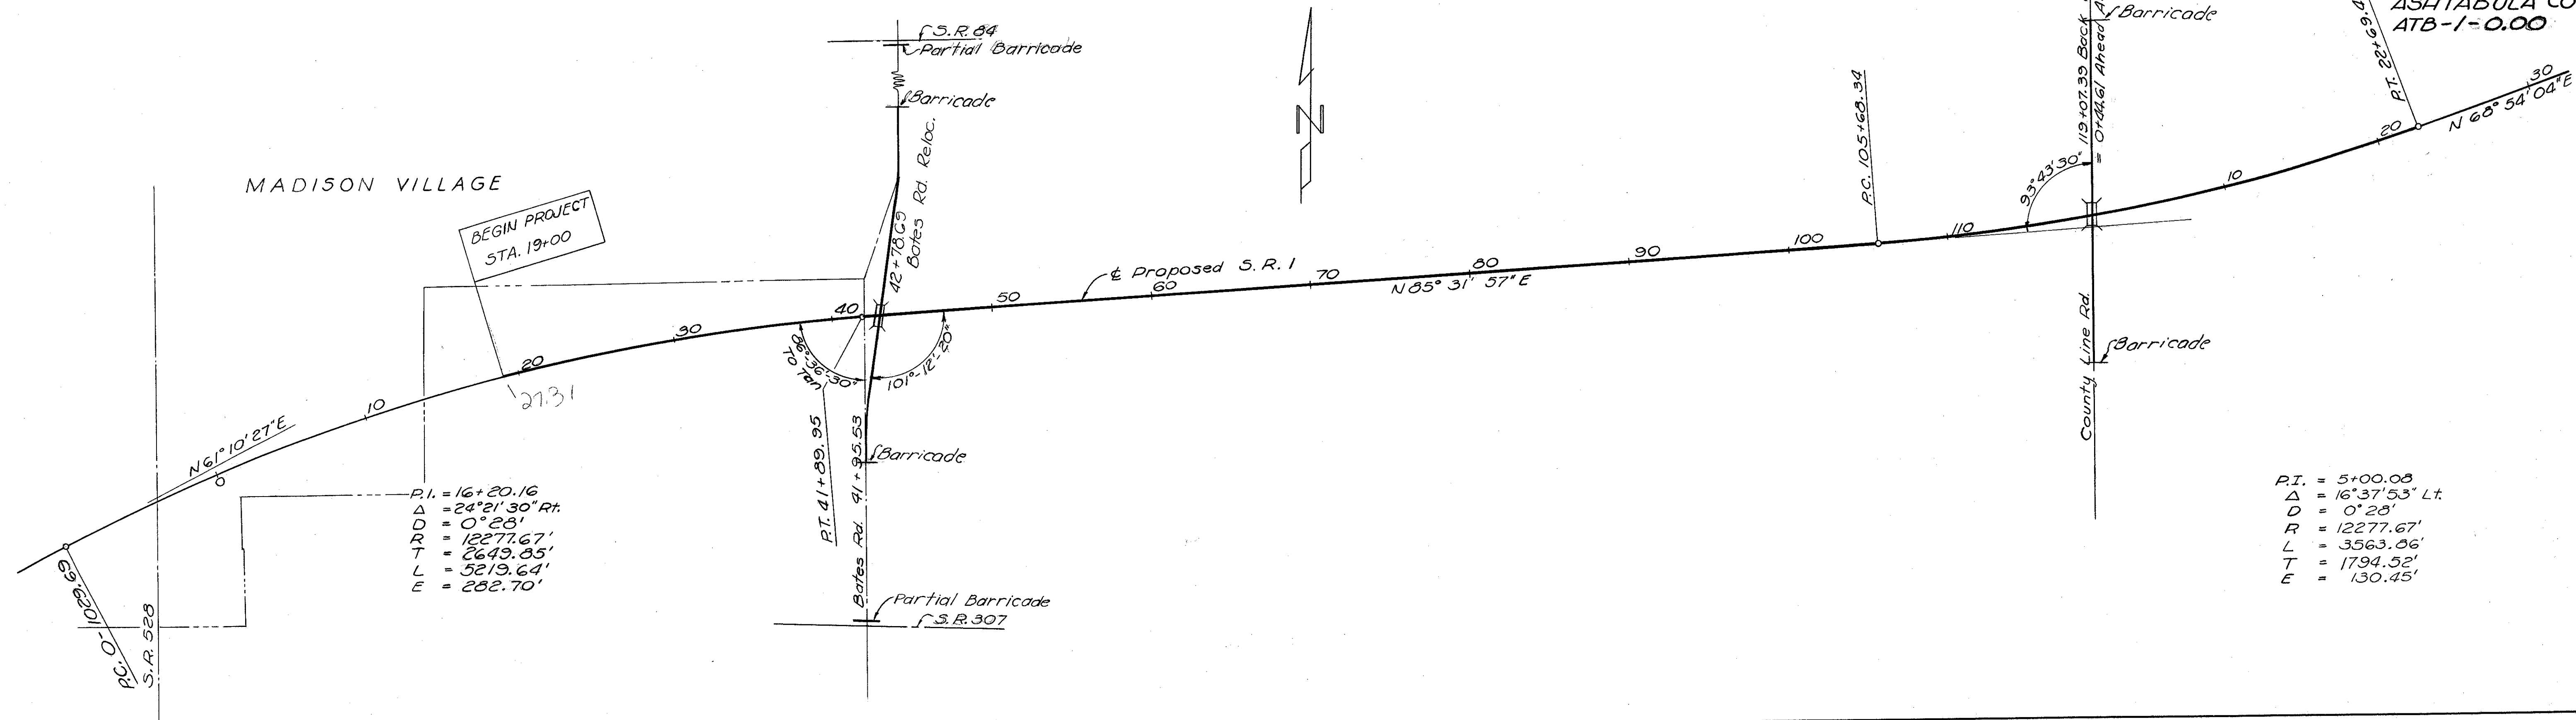 MADISON VILLAGE
BEGIN PROJECT
STA. 19+00
S.R. 84
Partial Barricade
Barricade
Bates Rd. Reloc.
42+78.69
N
P.C. 105+68.34
Barricade
119+07.39 Back
= 0+44.61 Ahead
93°43'30"
ASHTABULA CO
ATB-1-0.00
P.T. 22+69.4
30
N 68° 54' 04" E
20
10
110
100
90
80
70
60
50
40
30
20
10
0
27.31
℄ Proposed S.R. 1
N 85° 31' 57" E
N 61° 10' 27" E
P.C. 0-1029.69
S.R. 528
P.I. = 16+20.16
Δ = 24°21'30" Rt.
D = 0°28'
R = 12277.67'
T = 2649.85'
L = 5219.64'
E = 282.70'
To Tan
101°-12'-20"
P.T. 41+89.95
Bates Rd. 41+95.53
Barricade
Partial Barricade
S.R. 307
County Line Rd.
Barricade
P.I. = 5+00.08
Δ = 16°37'53" Lt.
D = 0°28'
R = 12277.67'
L = 3563.86'
T = 1794.52'
E = 130.45'